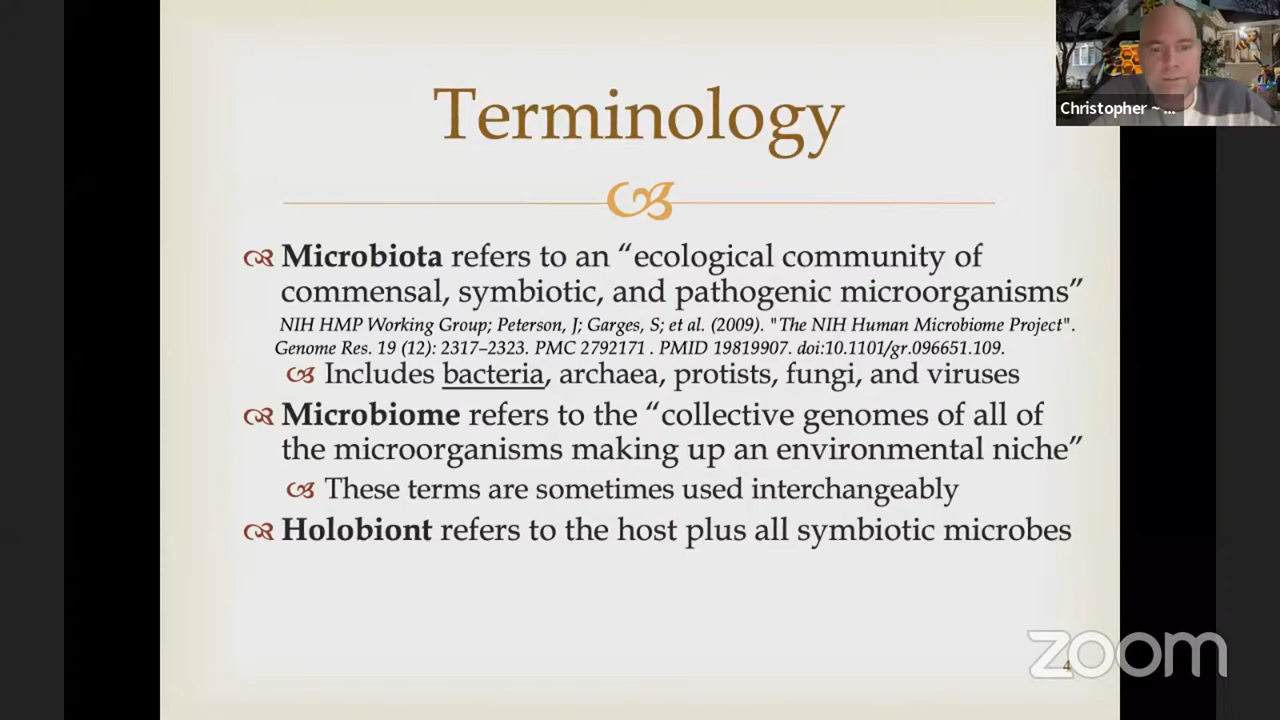 Christopher ~ ...
Terminology
Microbiota refers to an “ecological community of
commensal, symbiotic, and pathogenic microorganisms”
NIH HMP Working Group; Peterson, J; Garges, S; et al. (2009). "The NIH Human Microbiome Project".
Genome Res. 19 (12): 2317–2323. PMC 2792171 . PMID 19819907. doi:10.1101/gr.096651.109.
Includes bacteria, archaea, protists, fungi, and viruses
Microbiome refers to the “collective genomes of all of
the microorganisms making up an environmental niche”
These terms are sometimes used interchangeably
Holobiont refers to the host plus all symbiotic microbes
zoom
4